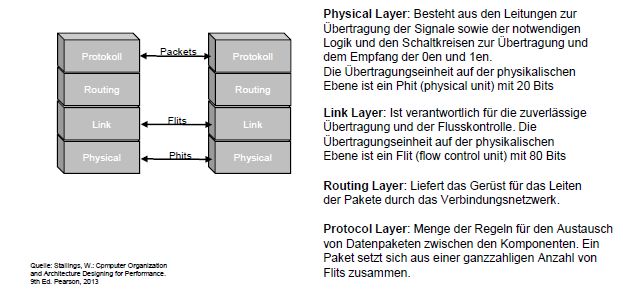 Protokoll Packets Protokoll
Routing Routing
Link Flits Link
Physical Phits Physical
Quelle: Stallings, W.: Computer Organization
and Architecture Designing for Performance.
9th Ed. Pearson, 2013
Physical Layer: Besteht aus den Leitungen zur
Übertragung der Signale sowie der notwendigen
Logik und den Schaltkreisen zur Übertragung und
dem Empfang der 0en und 1en.
Die Übertragungseinheit auf der physikalischen
Ebene ist ein Phit (physical unit) mit 20 Bits
Link Layer: Ist verantwortlich für die zuverlässige
Übertragung und der Flusskontrolle. Die
Übertragungseinheit auf der physikalischen
Ebene ist ein Flit (flow control unit) mit 80 Bits
Routing Layer: Liefert das Gerüst für das Leiten
der Pakete durch das Verbindungsnetzwerk.
Protocol Layer: Menge der Regeln für den Austausch
von Datenpaketen zwischen den Komponenten. Ein
Paket setzt sich aus einer ganzzahligen Anzahl von
Flits zusammen.